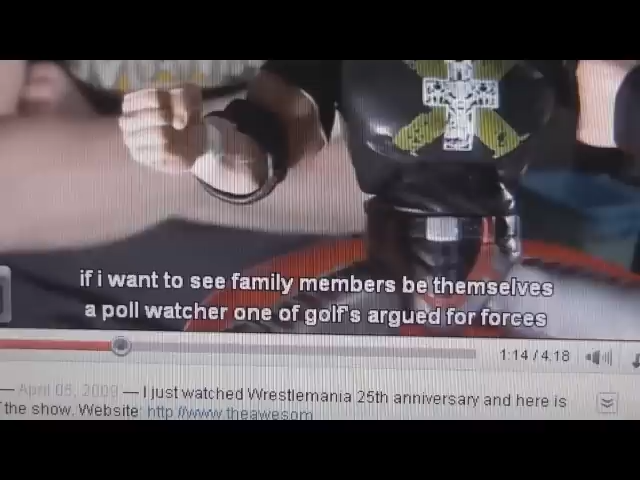 if i want to see family members be themselves
a poll watcher one of golf's argued for forces
1:14 / 4:18
— April 05, 2009 — I just watched Wrestlemania 25th anniversary and here is
the show. Website: http://www.theawesom